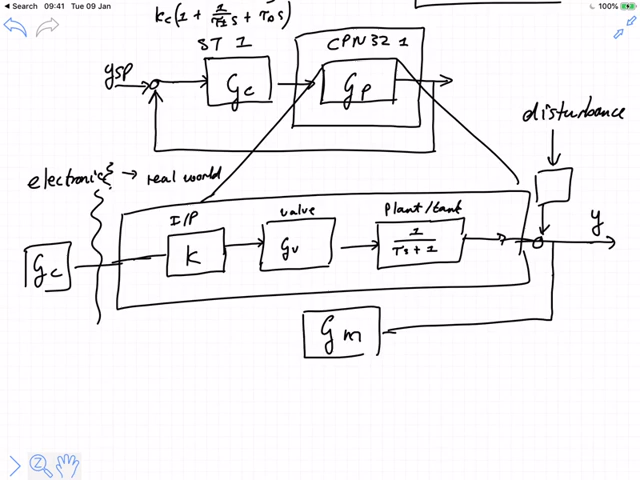 Search 09:41 Tue 09 Jan 100%
Kc(1 + 1/τIs + τDs)
ST 1
CPN32 1
ysp
Gc
Gp
disturbance
electronics → real world
I/P
valve
Plant/tank
y
Gc
K
Gv
1/τs + 1
Gm